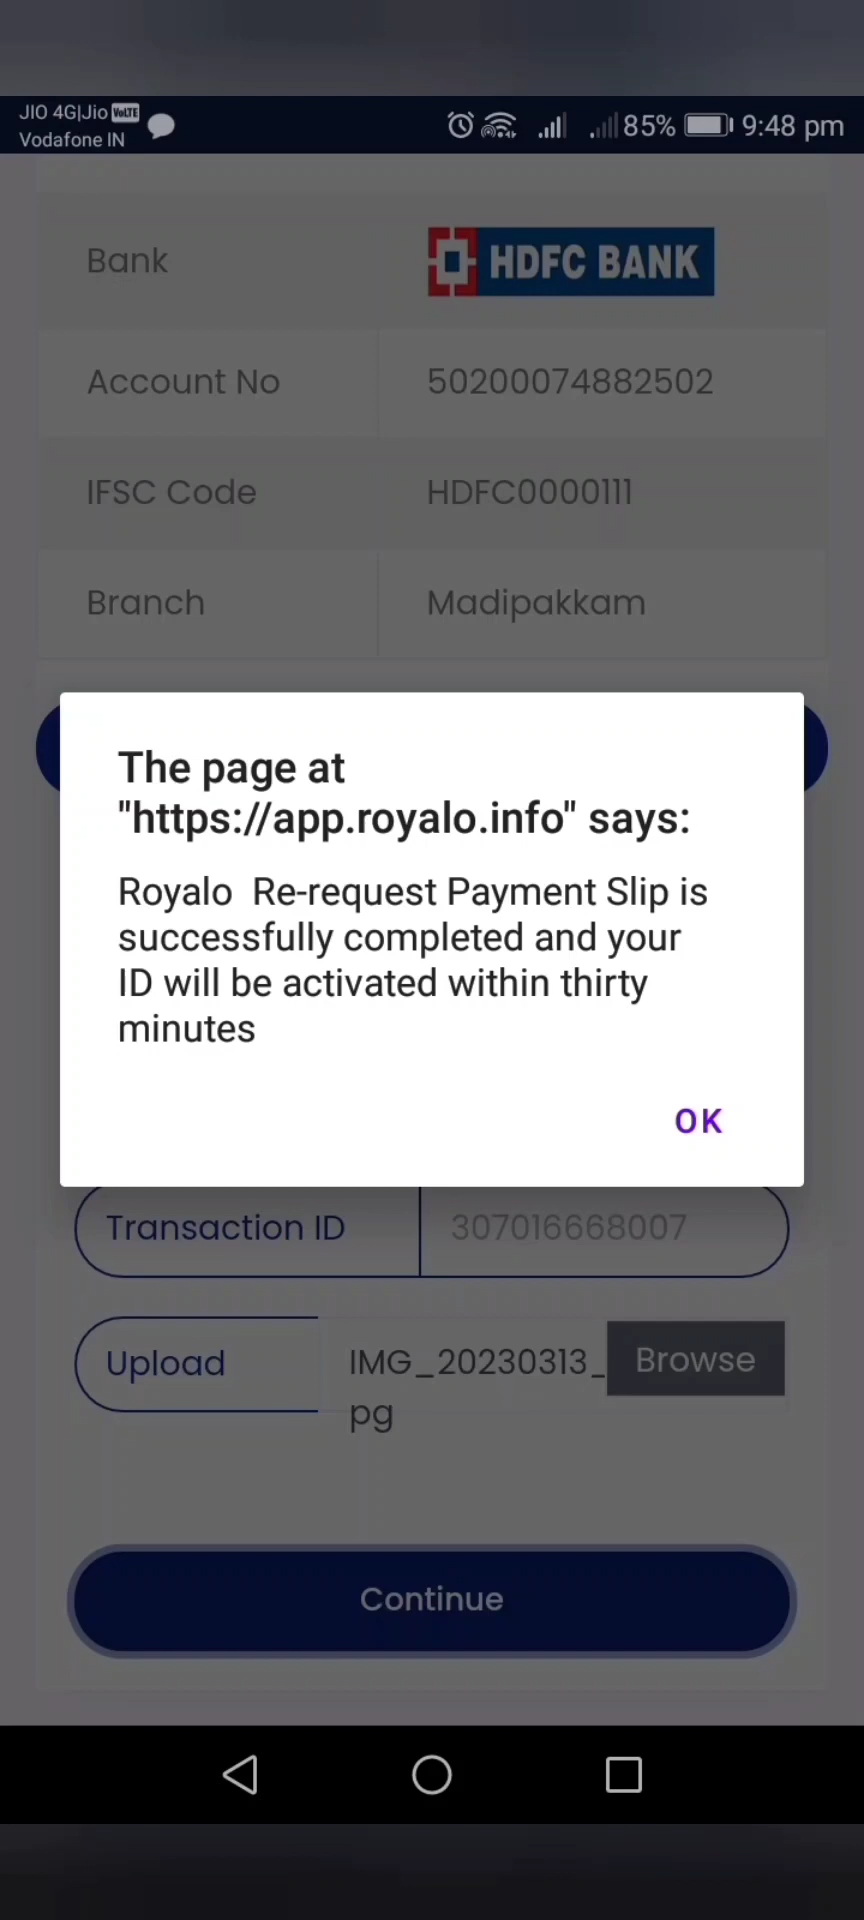 JIO 4G|Jio VoLTE
Vodafone IN
85% 9:48 pm
Bank HDFC BANK
Account No 50200074882502
IFSC Code HDFC0000111
Branch Madipakkam
The page at
"https://app.royalo.info" says:
Royalo Re-request Payment Slip is
successfully completed and your
ID will be activated within thirty
minutes
OK
Transaction ID 307016668007
Upload IMG_20230313_ Browse
pg
Continue